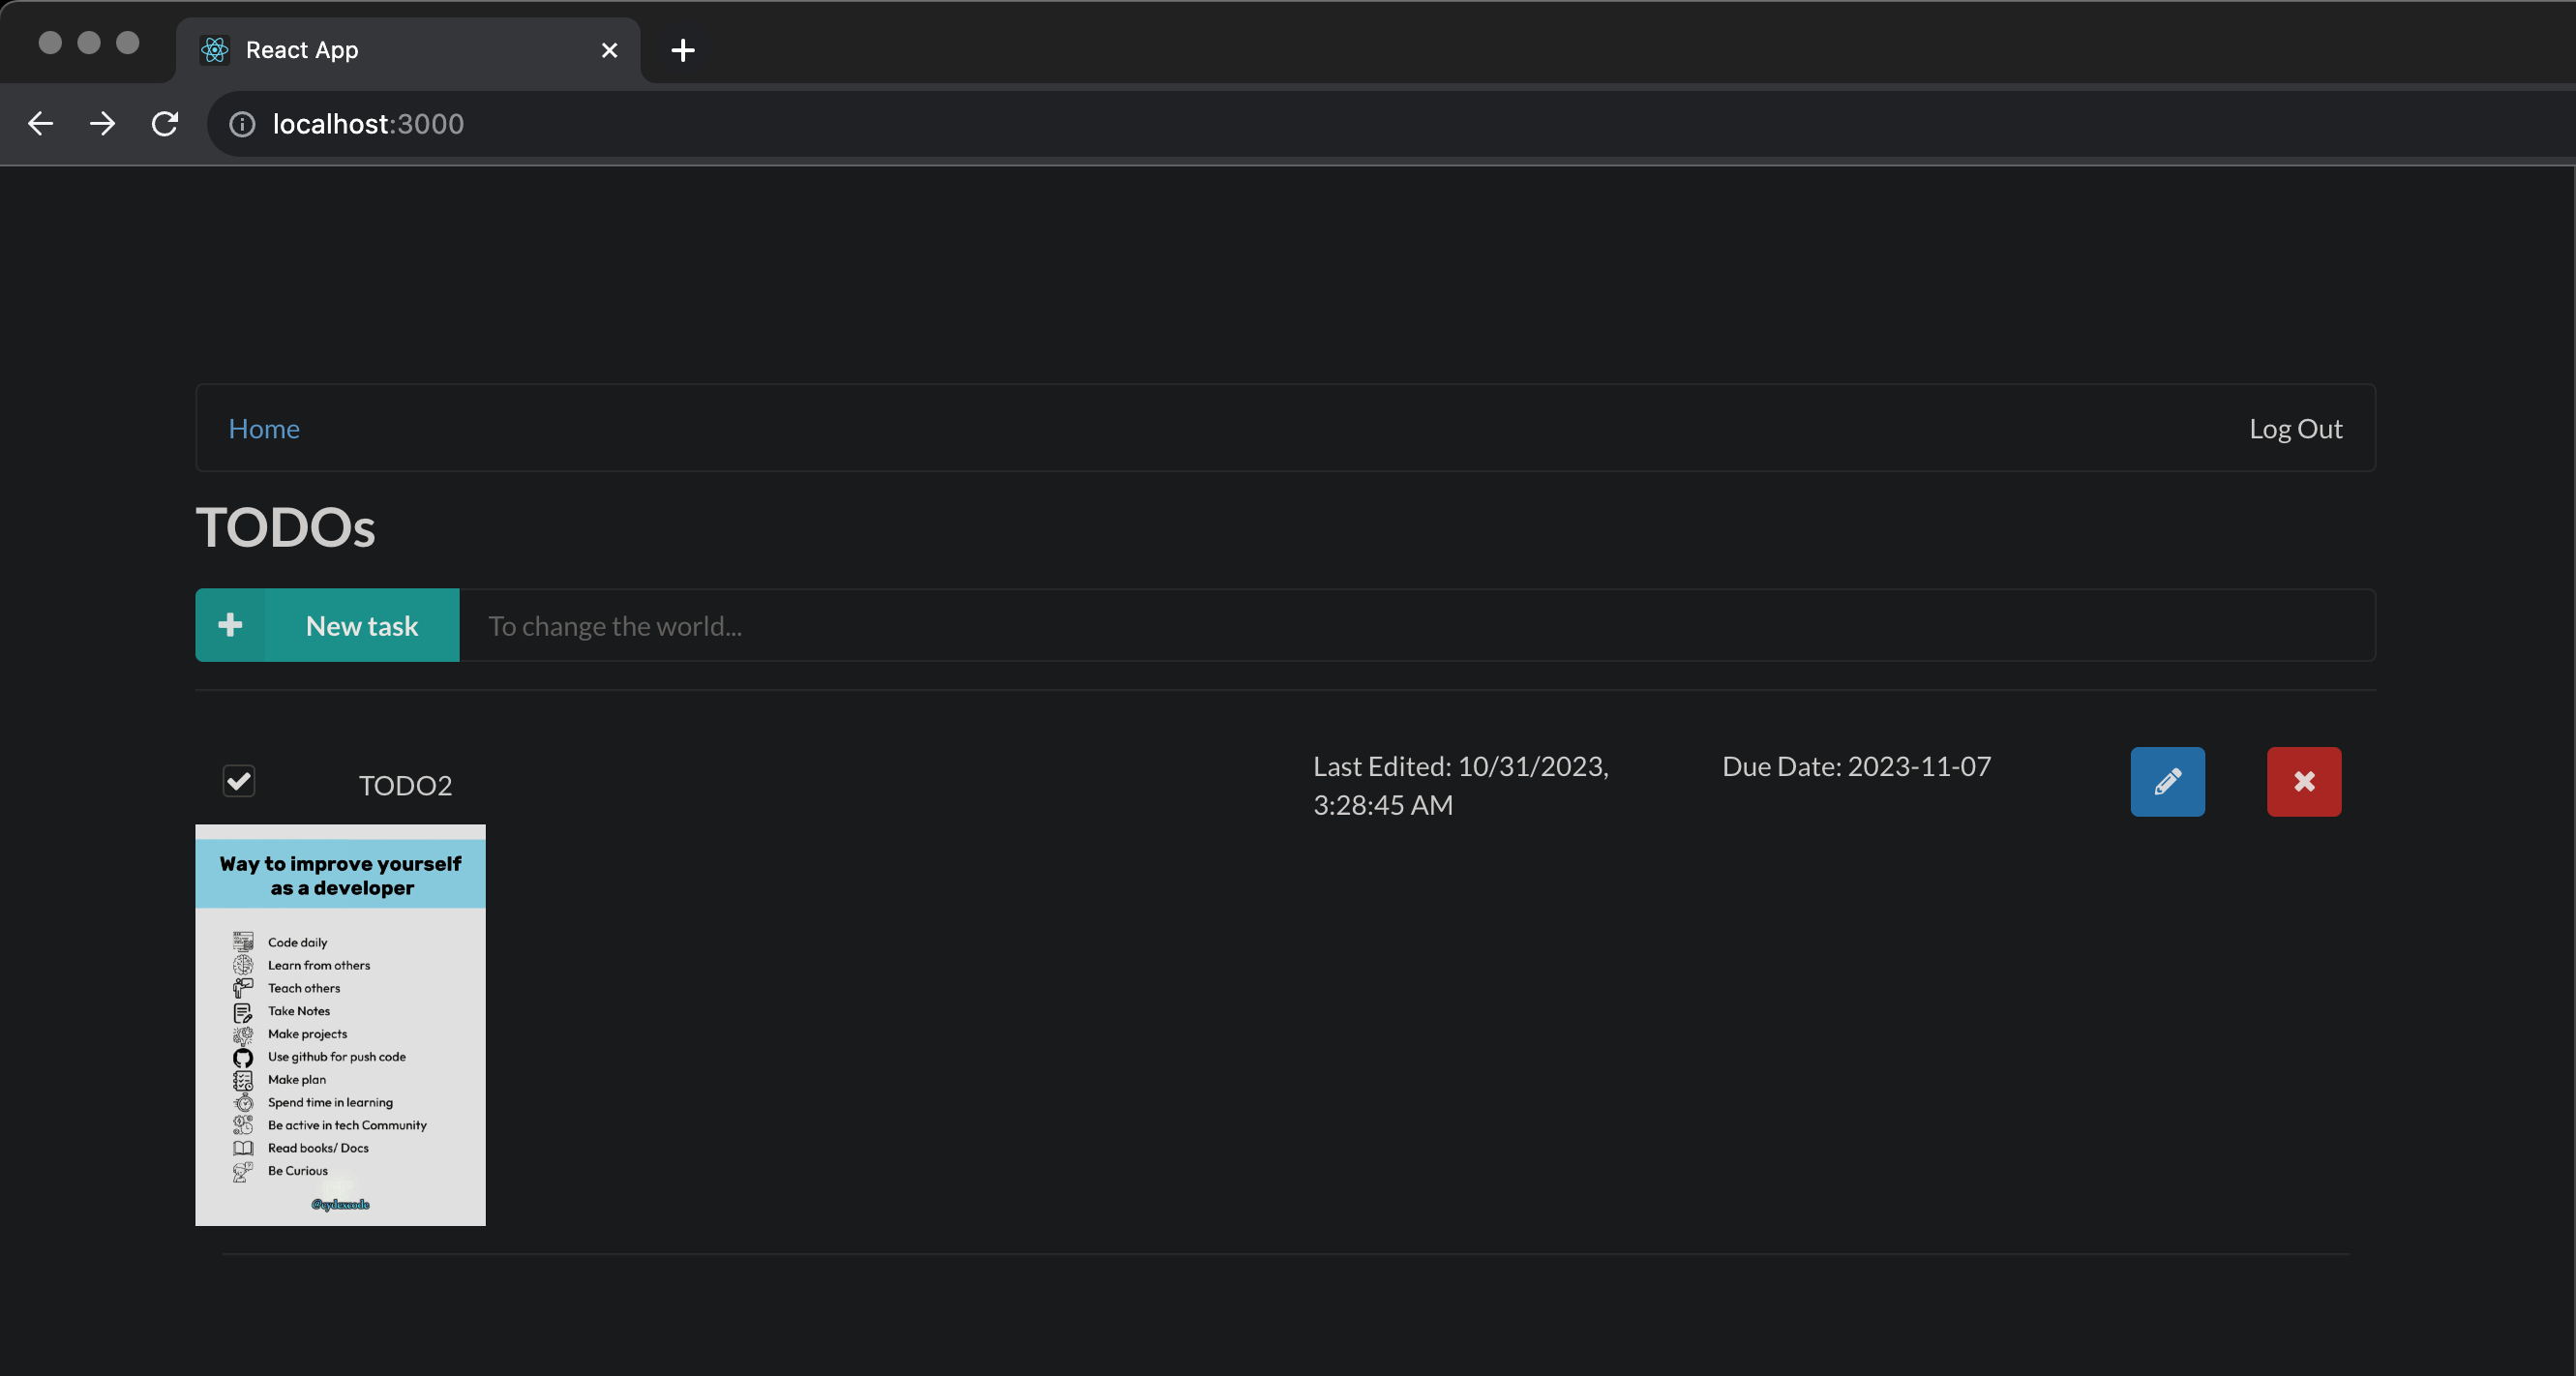 React App
localhost:3000
Home
Log Out
TODOs
New task
To change the world...
TODO2
Last Edited: 10/31/2023,
3:28:45 AM
Due Date: 2023-11-07
Way to improve yourself
as a developer
Code daily
Learn from others
Teach others
Take Notes
Make projects
Use github for push code
Make plan
Spend time in learning
Be active in tech Community
Read books/ Docs
Be Curious